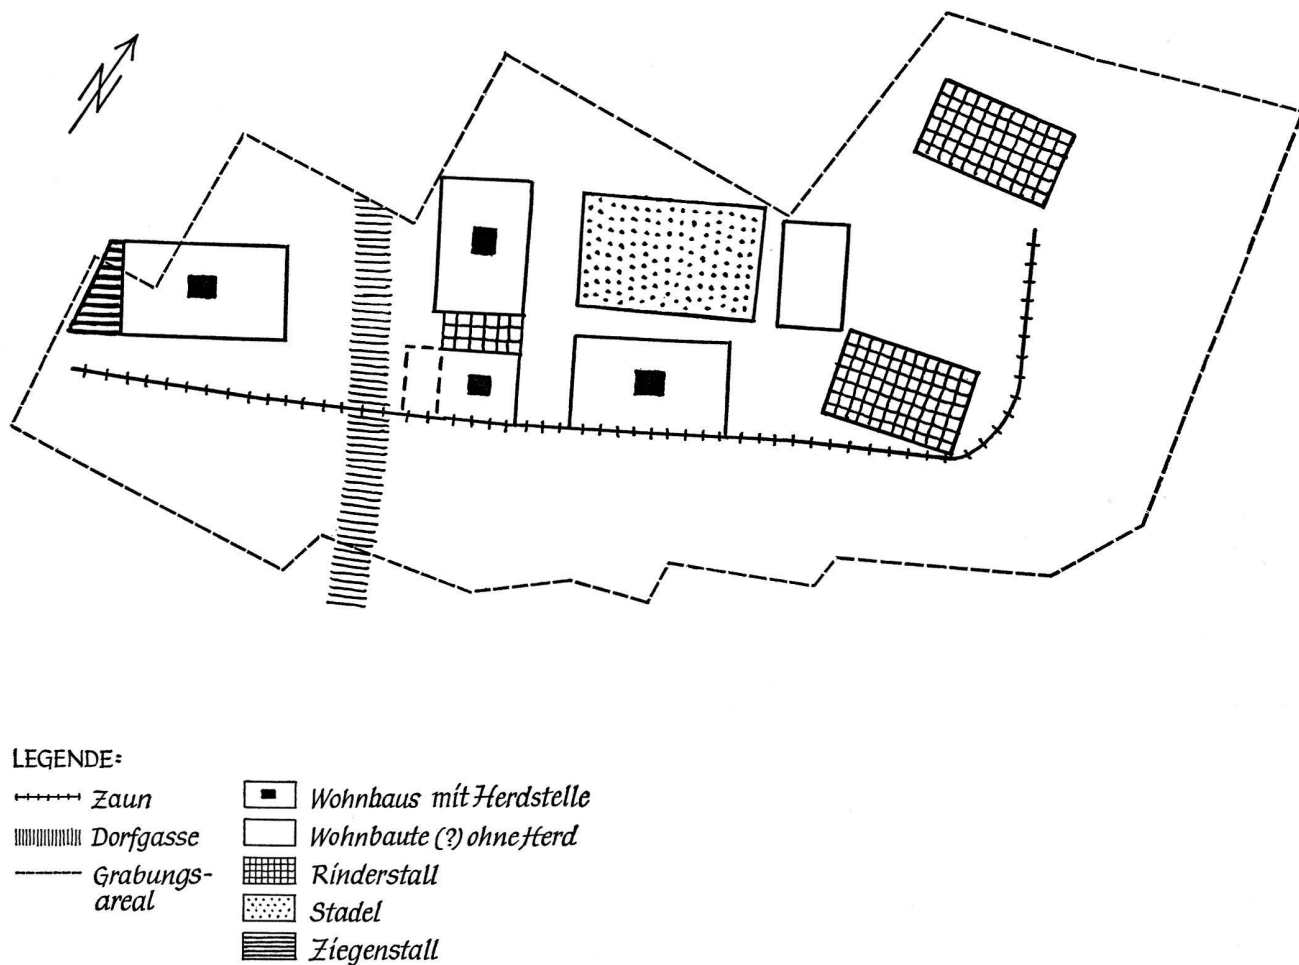 N
LEGENDE:
Zaun
Dorfgasse
Grabungs-
areal
Wohnhaus mit Herdstelle
Wohnbaute (?) ohne Herd
Rinderstall
Stadel
Ziegenstall